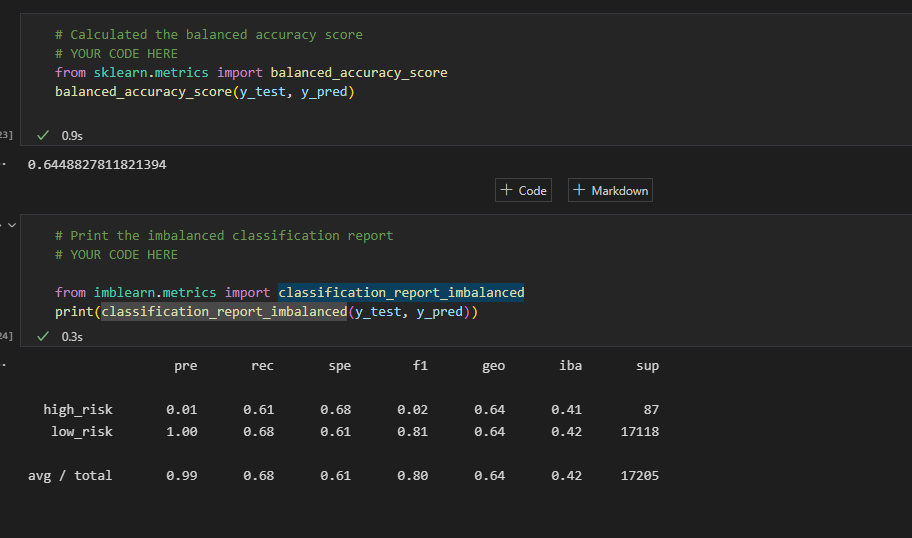 # Calculated the balanced accuracy score
# YOUR CODE HERE
from sklearn.metrics import balanced_accuracy_score
balanced_accuracy_score(y_test, y_pred)
23]
0.9s
0.6448827811821394
+ Code + Markdown
# Print the imbalanced classification report
# YOUR CODE HERE
from imblearn.metrics import classification_report_imbalanced
print(classification_report_imbalanced(y_test, y_pred))
24]
0.3s
pre rec spe f1 geo iba sup
high_risk 0.01 0.61 0.68 0.02 0.64 0.41 87
low_risk 1.00 0.68 0.61 0.81 0.64 0.42 17118
avg / total 0.99 0.68 0.61 0.80 0.64 0.42 17205